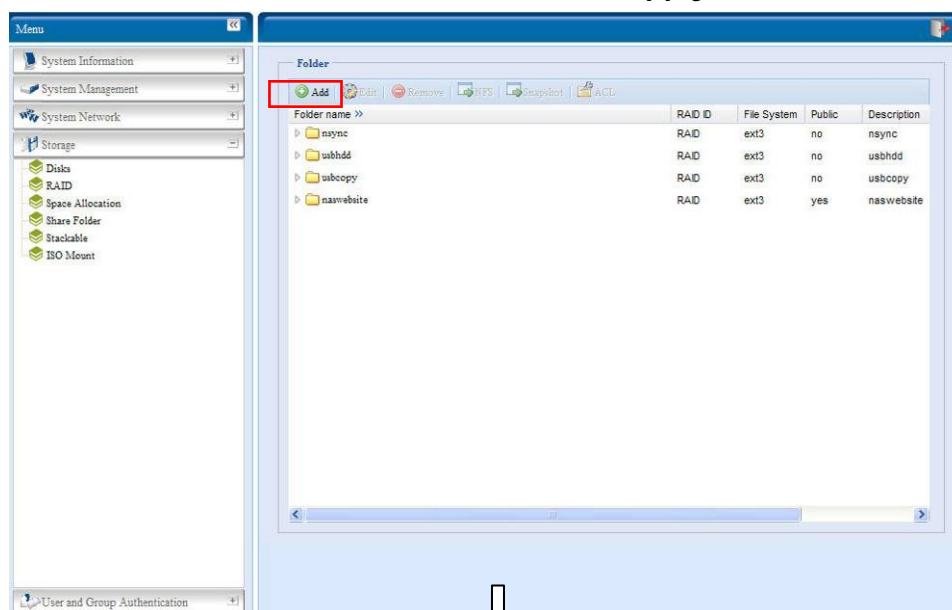 Menu
System Information
System Management
System Network
Storage
Disks
RAID
Space Allocation
Share Folder
Stackable
ISO Mount
User and Group Authentication
Folder
Add Edit Remove NFS Snapshot ACL
Folder name RAID ID File System Public Description
nsync RAID ext3 no nsync
usbhdd RAID ext3 no usbhdd
usbcopy RAID ext3 no usbcopy
naswebsite RAID ext3 yes naswebsite